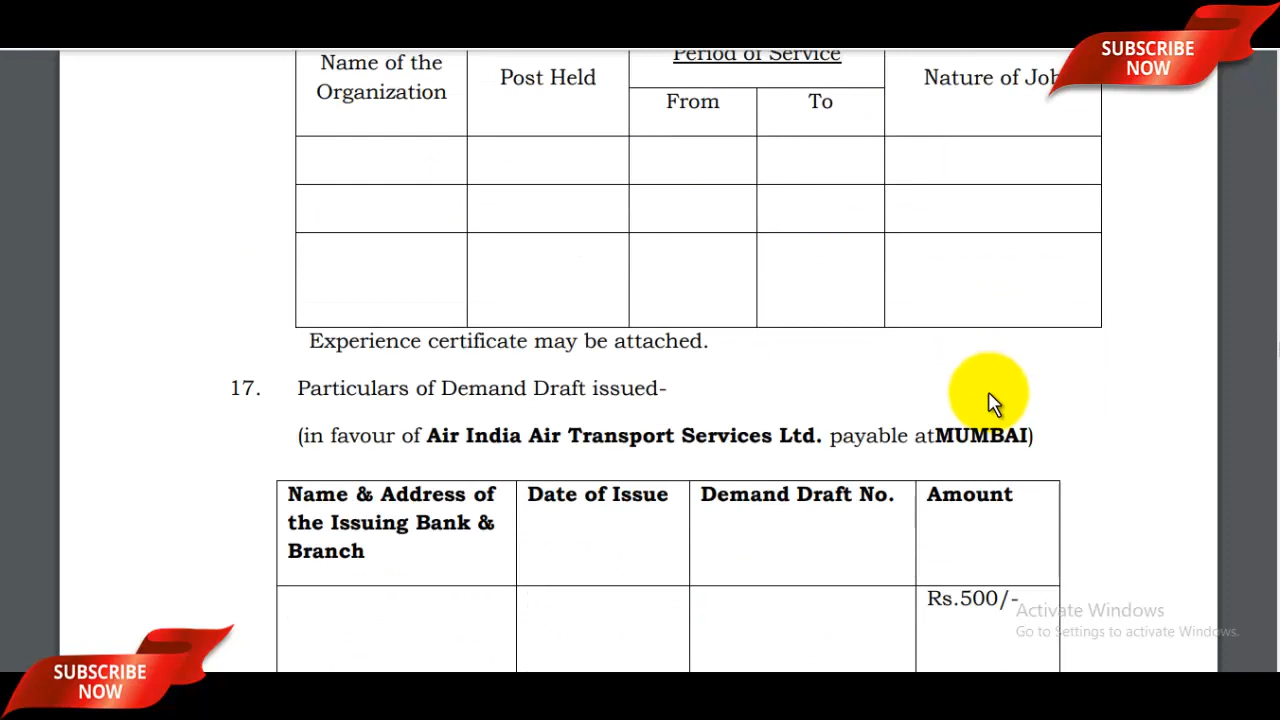 SUBSCRIBE
NOW
Period of Service
Name of the
Organization
Post Held
Nature of Job
From
To
Experience certificate may be attached.
17. Particulars of Demand Draft issued-
(in favour of Air India Air Transport Services Ltd. payable atMUMBAI)
Name & Address of
the Issuing Bank &
Branch
Date of Issue
Demand Draft No.
Amount
Rs.500/-
Activate Windows
Go to Settings to activate Windows.
SUBSCRIBE
NOW